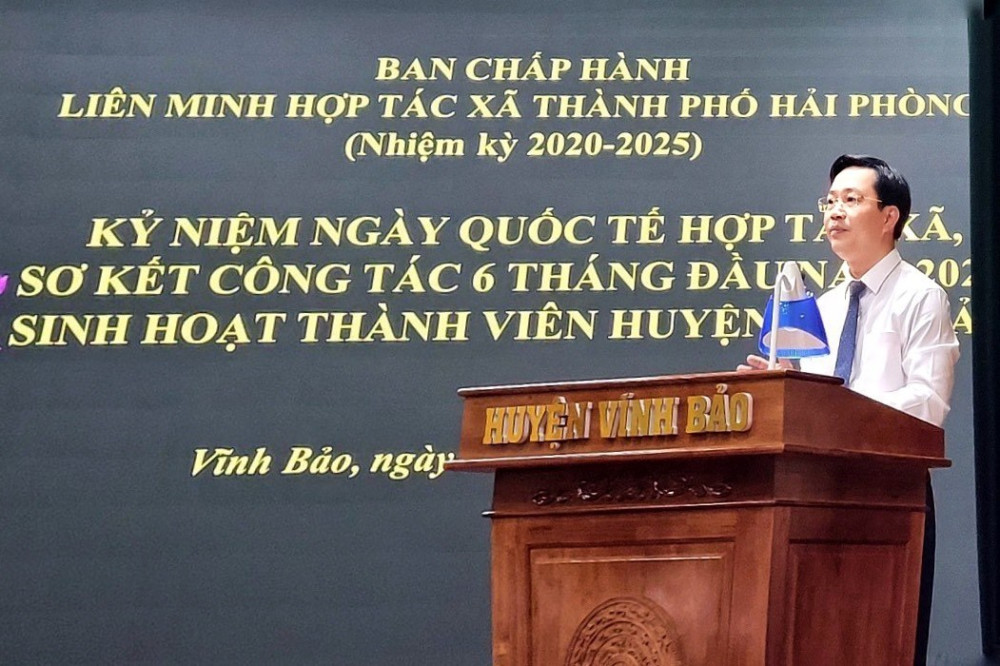 BAN CHẤP HÀNH
LIÊN MINH HỢP TÁC XÃ THÀNH PHỐ HẢI PHÒNG
(Nhiệm kỳ 2020-2025)
KỶ NIỆM NGÀY QUỐC TẾ HỢP TÁC XÃ,
SƠ KẾT CÔNG TÁC 6 THÁNG ĐẦU
SINH HOẠT THÀNH VIÊN HUYỆN
Vĩnh Bảo, ngày
HUYỆN VĨNH BẢO